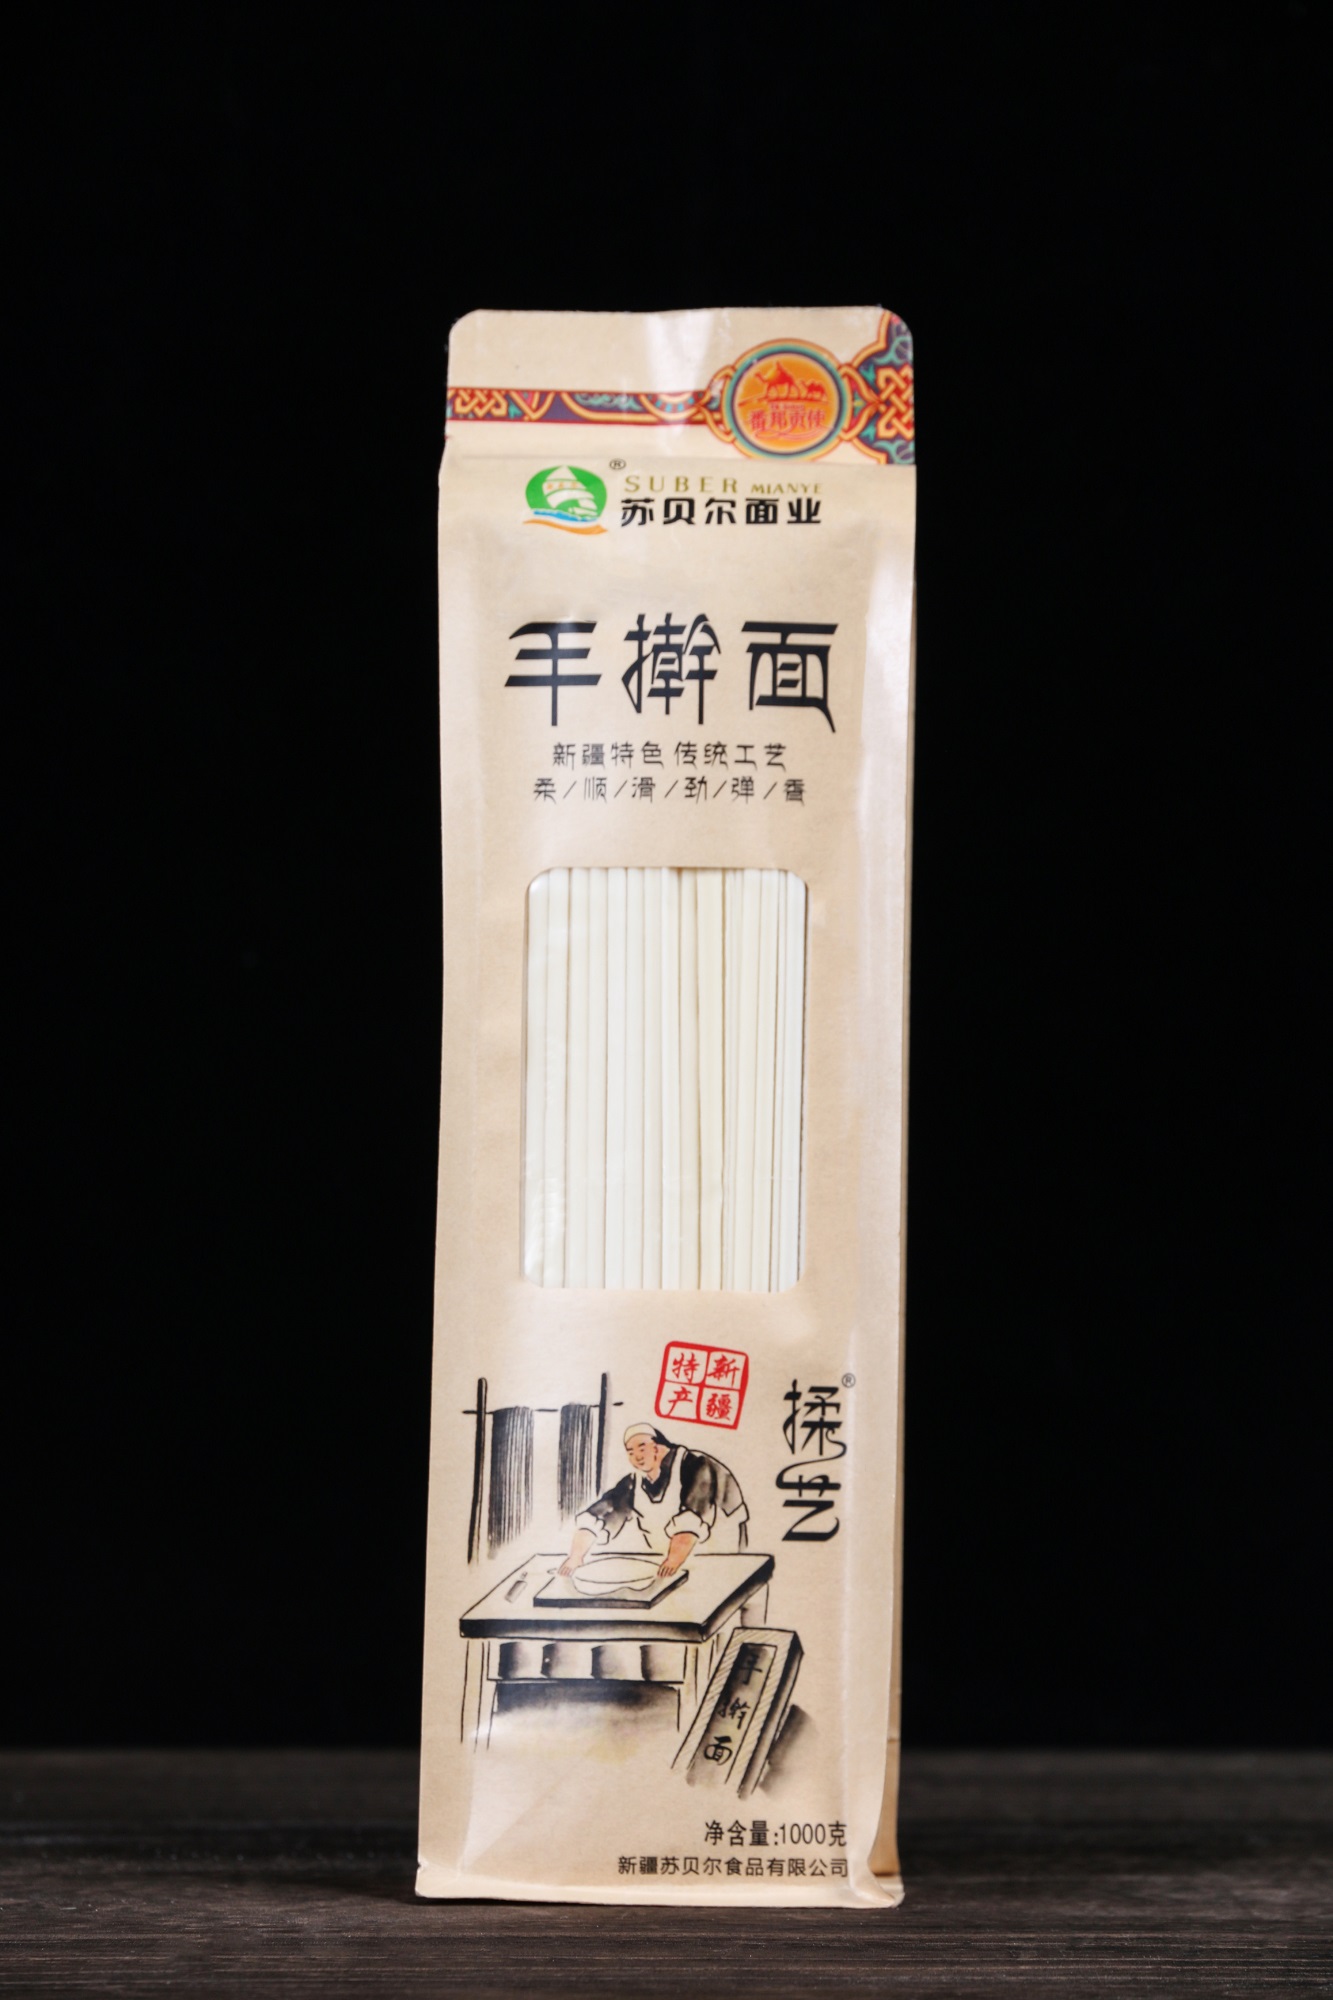 番邦贡使
®
SUBER MIANYE
苏贝尔面业
手擀面
新疆特色 传统工艺
柔/顺/滑/劲/弹/香
新疆
特产
揉艺®
手擀面
净含量:1000克
新疆苏贝尔食品有限公司